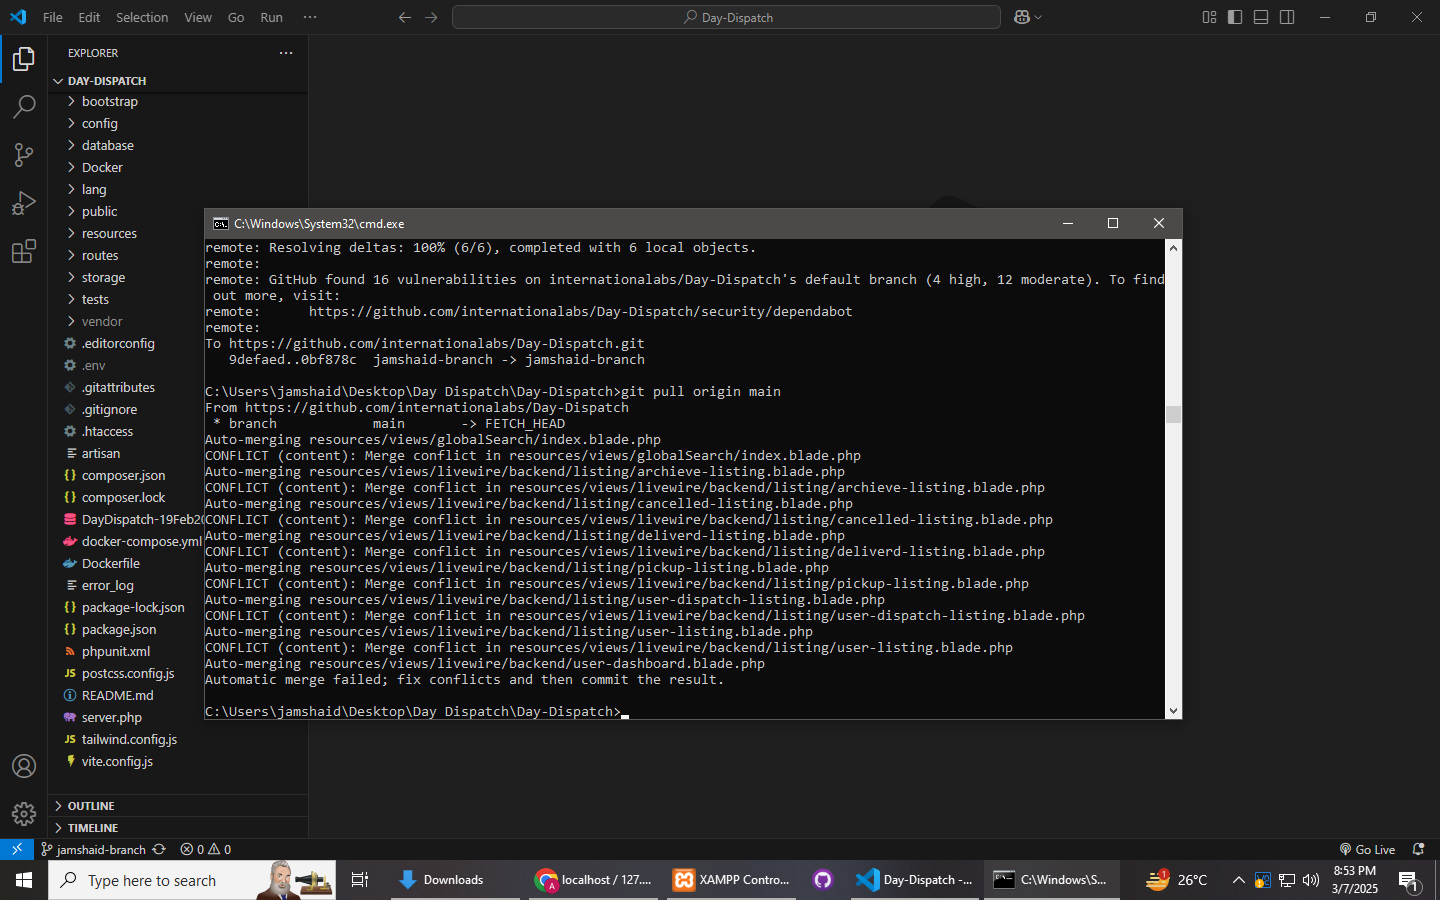 File Edit Selection View Go Run ···
Day-Dispatch
EXPLORER
DAY-DISPATCH
bootstrap
config
database
Docker
lang
public
resources
routes
storage
tests
vendor
.editorconfig
.env
.gitattributes
.gitignore
.htaccess
artisan
composer.json
composer.lock
DayDispatch-19Feb20
docker-compose.yml
Dockerfile
error_log
package-lock.json
package.json
phpunit.xml
JS postcss.config.js
README.md
server.php
JS tailwind.config.js
vite.config.js
OUTLINE
TIMELINE
C:\Windows\System32\cmd.exe
remote: Resolving deltas: 100% (6/6), completed with 6 local objects.
remote:
remote: GitHub found 16 vulnerabilities on internationalabs/Day-Dispatch's default branch (4 high, 12 moderate). To find
out more, visit:
remote: https://github.com/internationalabs/Day-Dispatch/security/dependabot
remote:
To https://github.com/internationalabs/Day-Dispatch.git
9defaed..0bf878c jamshaid-branch -> jamshaid-branch
C:\Users\jamshaid\Desktop\Day Dispatch\Day-Dispatch>git pull origin main
From https://github.com/internationalabs/Day-Dispatch
* branch main -> FETCH_HEAD
Auto-merging resources/views/globalSearch/index.blade.php
CONFLICT (content): Merge conflict in resources/views/globalSearch/index.blade.php
Auto-merging resources/views/livewire/backend/listing/archieve-listing.blade.php
CONFLICT (content): Merge conflict in resources/views/livewire/backend/listing/archieve-listing.blade.php
Auto-merging resources/views/livewire/backend/listing/cancelled-listing.blade.php
CONFLICT (content): Merge conflict in resources/views/livewire/backend/listing/cancelled-listing.blade.php
Auto-merging resources/views/livewire/backend/listing/deliverd-listing.blade.php
CONFLICT (content): Merge conflict in resources/views/livewire/backend/listing/deliverd-listing.blade.php
Auto-merging resources/views/livewire/backend/listing/pickup-listing.blade.php
CONFLICT (content): Merge conflict in resources/views/livewire/backend/listing/pickup-listing.blade.php
Auto-merging resources/views/livewire/backend/listing/user-dispatch-listing.blade.php
CONFLICT (content): Merge conflict in resources/views/livewire/backend/listing/user-dispatch-listing.blade.php
Auto-merging resources/views/livewire/backend/listing/user-listing.blade.php
CONFLICT (content): Merge conflict in resources/views/livewire/backend/listing/user-listing.blade.php
Auto-merging resources/views/livewire/backend/user-dashboard.blade.php
Automatic merge failed; fix conflicts and then commit the result.
C:\Users\jamshaid\Desktop\Day Dispatch\Day-Dispatch>
jamshaid-branch 0 0
Go Live
Type here to search
Downloads
localhost / 127....
XAMPP Contro...
Day-Dispatch -...
C:\Windows\S...
1
26°C
8:53 PM
3/7/2025
1